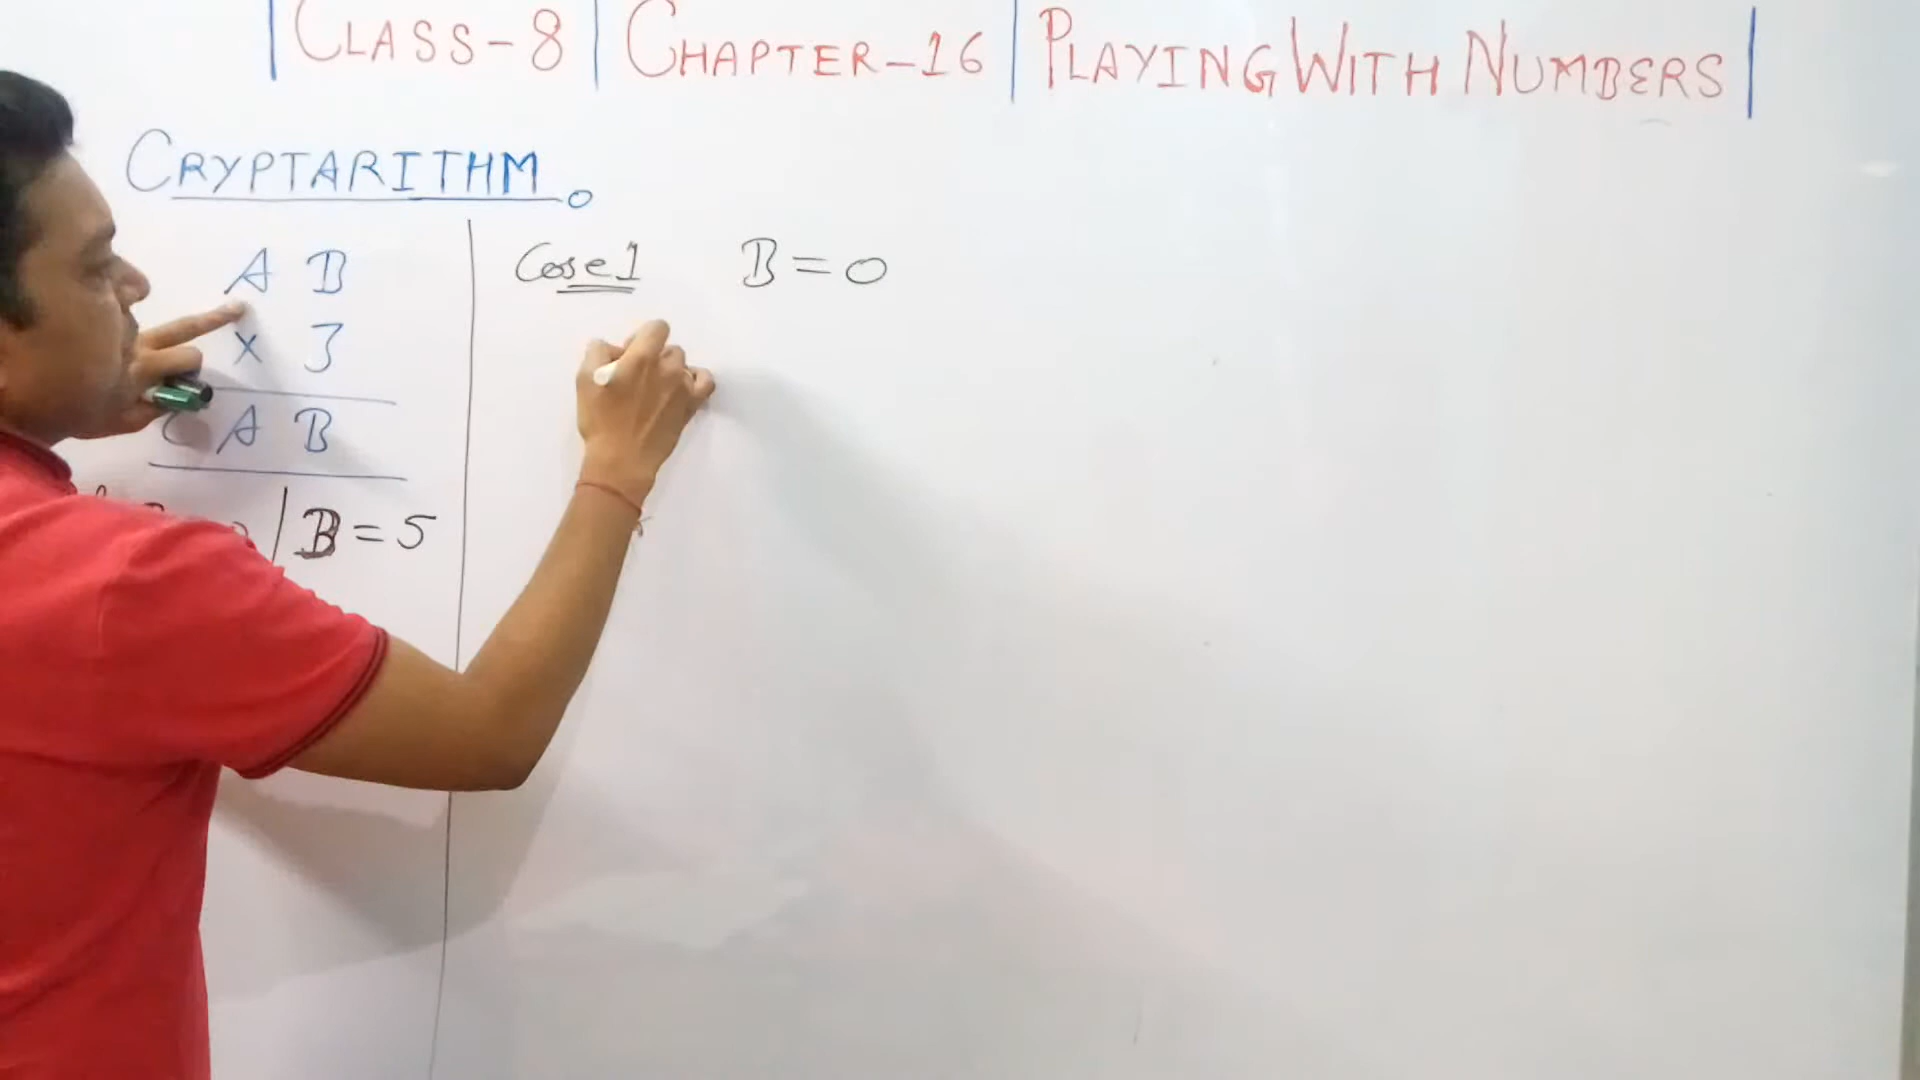 |CLASS-8|CHAPTER-16|PLAYING WITH NUMBERS|
CRYPTARITHM.
A B
× 3
C A B
B = 5
Case 1 B = 0